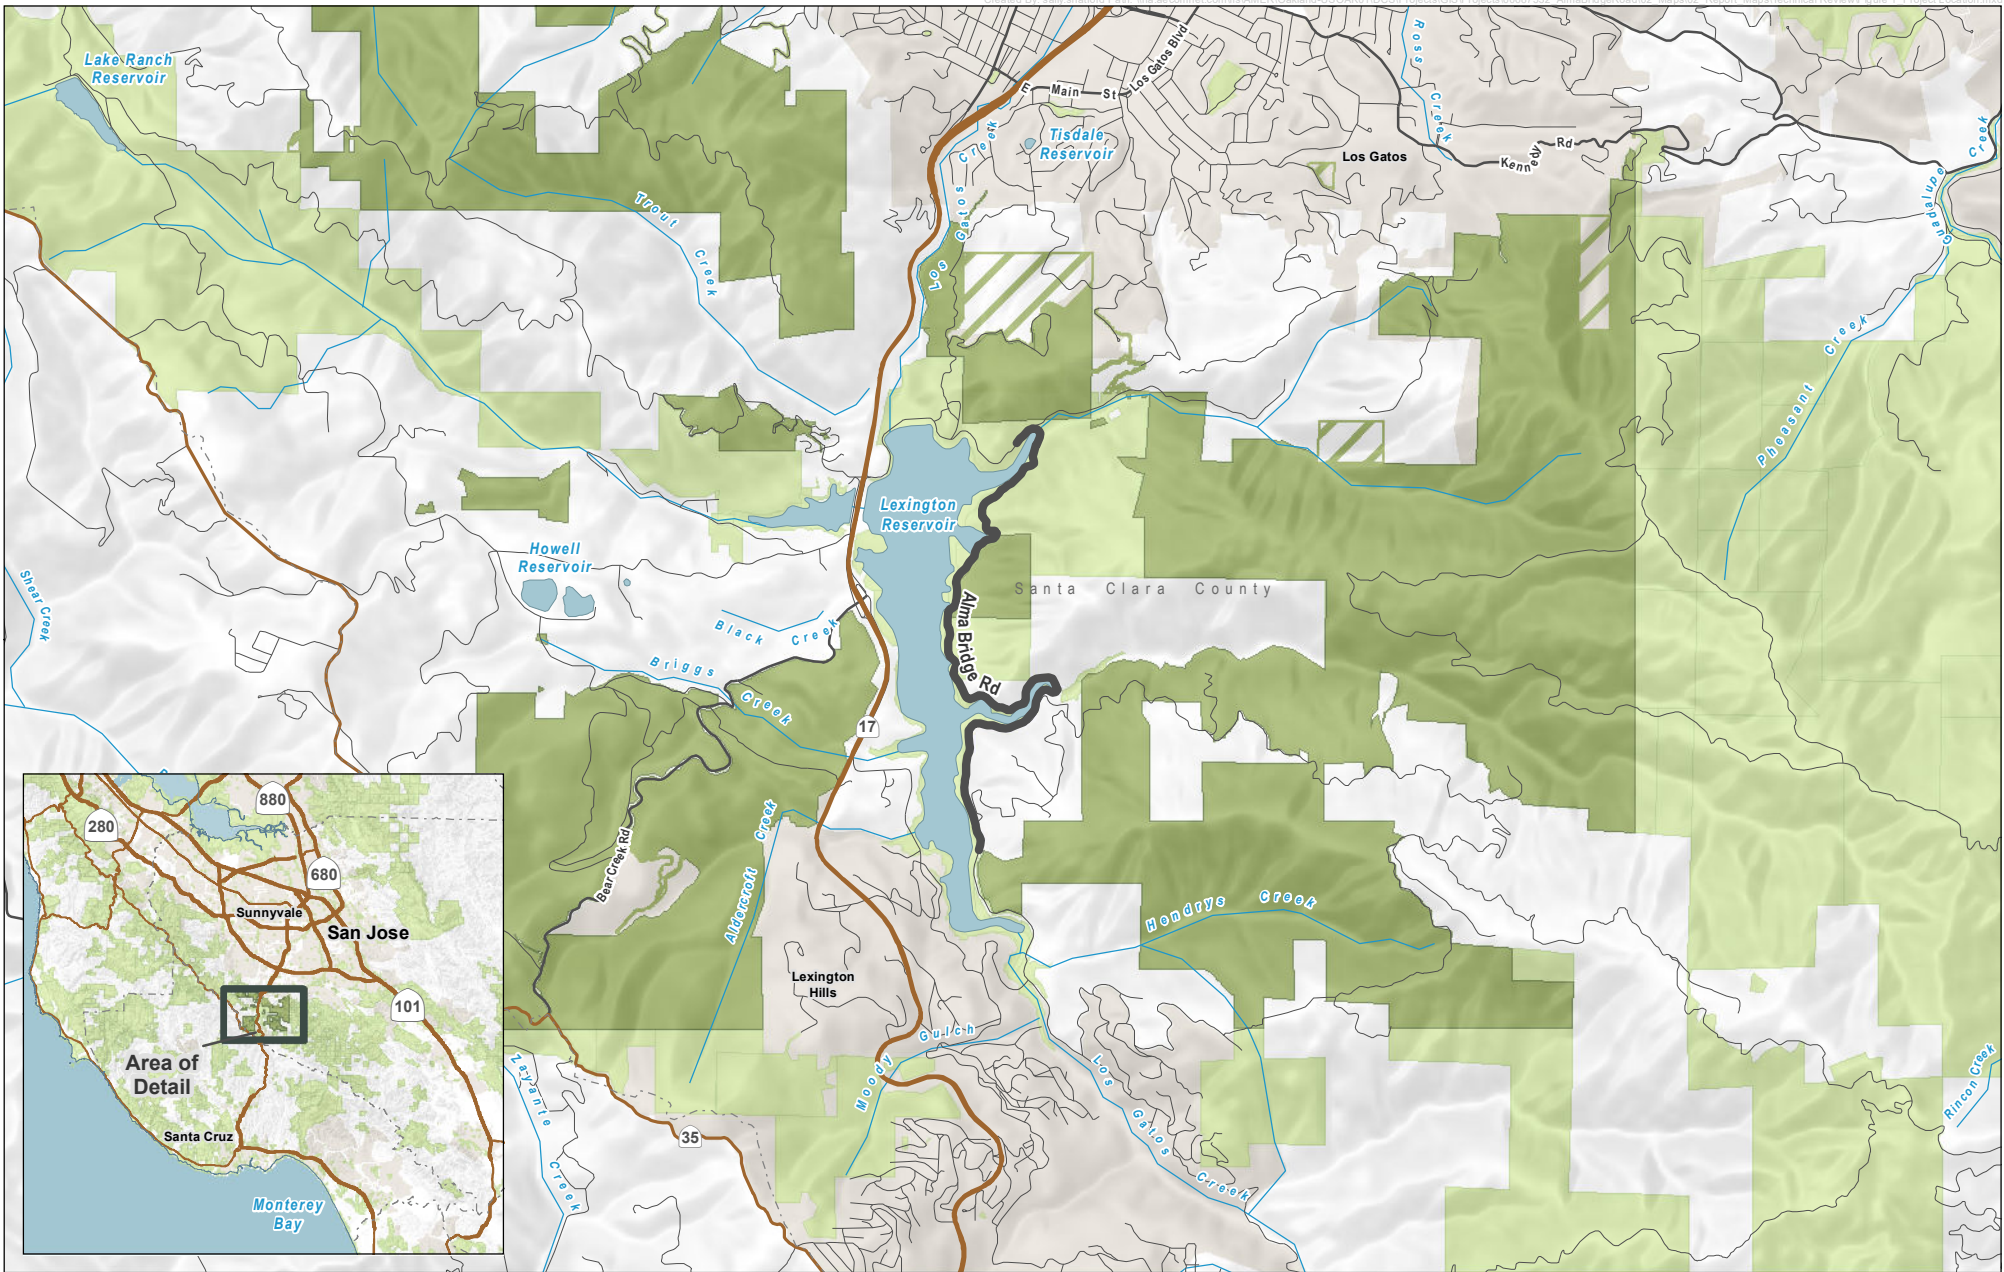 Lake Ranch
Reservoir
E Main St
Los Gatos Blvd
Ross Creek
Tisdale
Reservoir
Los Gatos
Kennedy Rd
Guadalupe Creek
Trout Creek
Los Gatos Creek
Pheasant Creek
Lexington
Reservoir
Howell
Reservoir
Shear Creek
Black Creek
Briggs Creek
Santa Clara County
Alma Bridge Rd
17
Bear Creek Rd
Aldercroft Creek
Hendrys Creek
Lexington
Hills
Moody Gulch
Los Gatos Creek
Zayante Creek
35
Rincon Creek
280
880
680
Sunnyvale
San Jose
101
Area of
Detail
Santa Cruz
Monterey
Bay